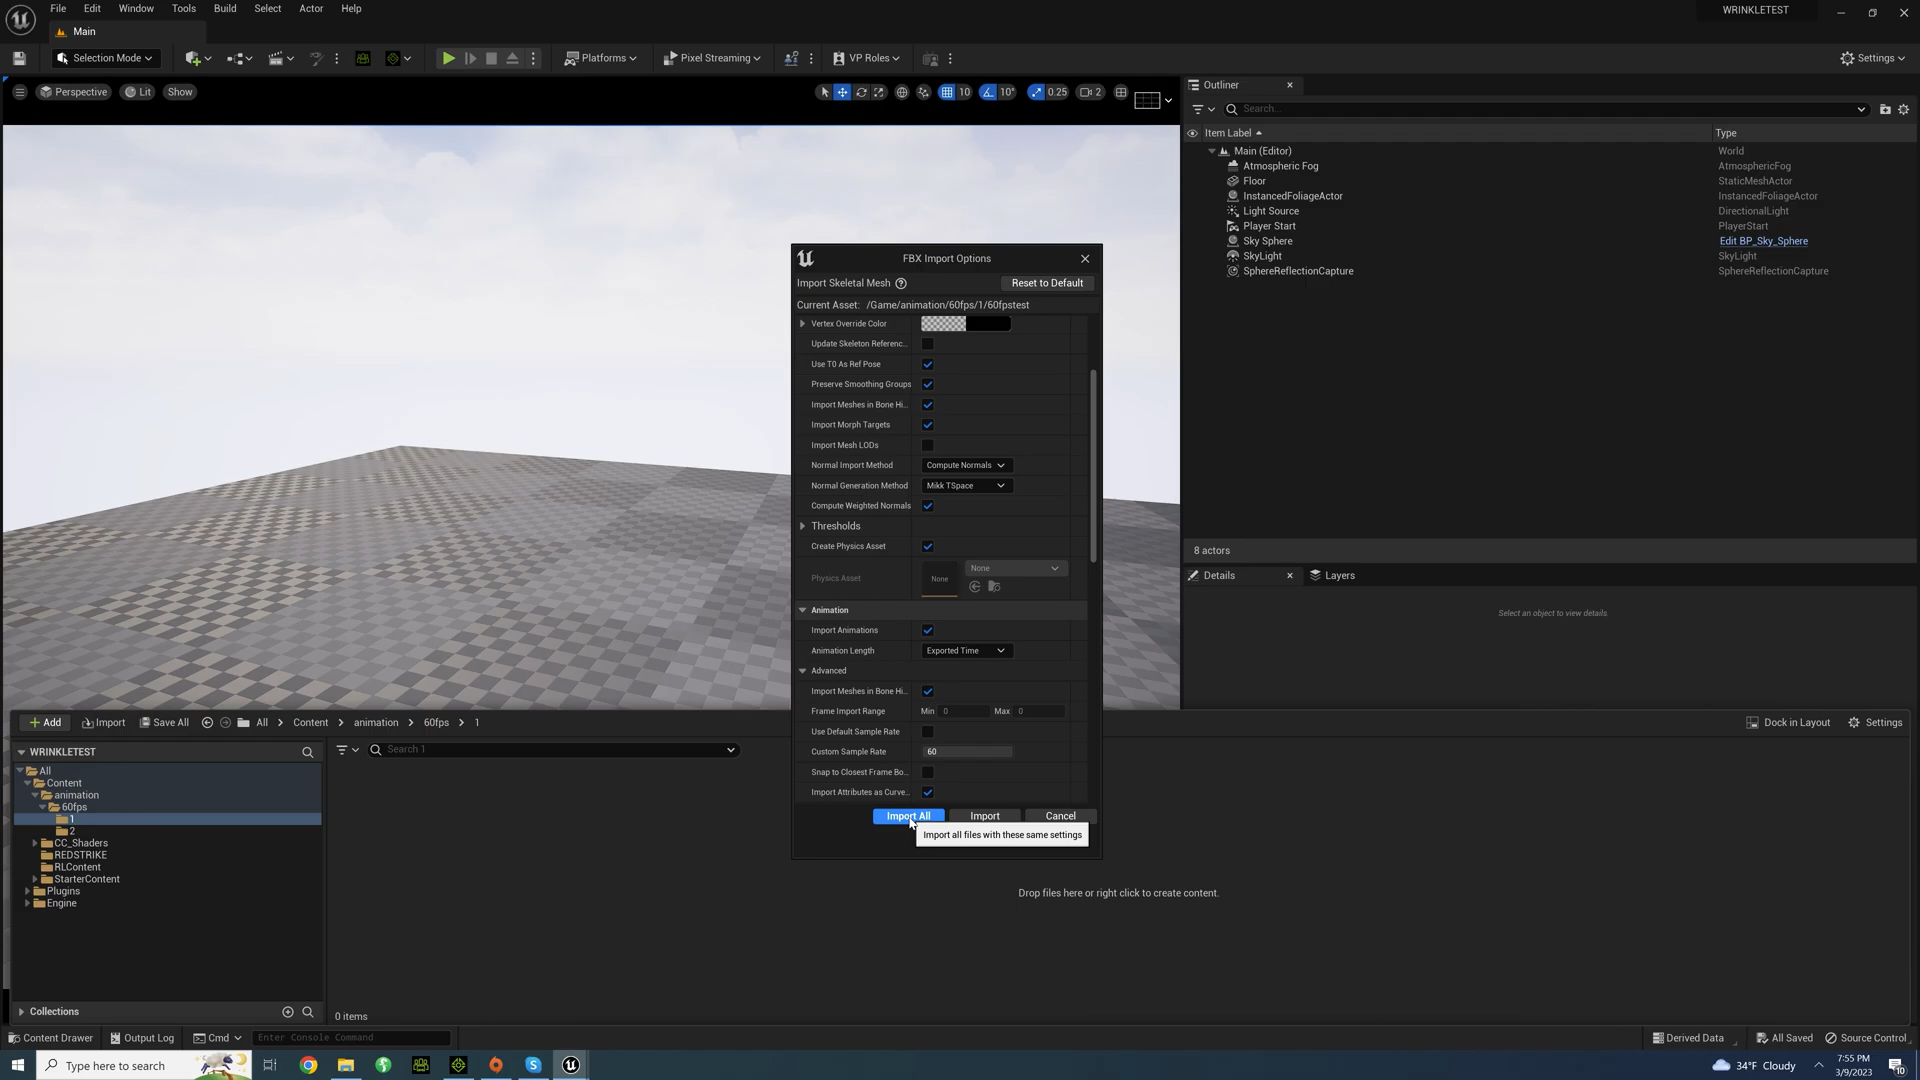 File Edit Window Tools Build Select Actor Help
WRINKLETEST
Main
Selection Mode
Platforms
Pixel Streaming
VP Roles
Settings
Perspective
Lit
Show
10
10°
0.25
2
Outliner
Search...
Item Label
Type
Main (Editor) World
Atmospheric Fog AtmosphericFog
Floor StaticMeshActor
InstancedFoliageActor InstancedFoliageActor
Light Source DirectionalLight
Player Start PlayerStart
Sky Sphere Edit BP_Sky_Sphere
SkyLight SkyLight
SphereReflectionCapture SphereReflectionCapture
8 actors
Details
Layers
Select an object to view details.
FBX Import Options
Import Skeletal Mesh
Reset to Default
Current Asset: /Game/animation/60fps/1/60fpstest
Vertex Override Color
Update Skeleton Referenc...
Use T0 As Ref Pose
Preserve Smoothing Groups
Import Meshes in Bone Hi...
Import Morph Targets
Import Mesh LODs
Normal Import Method Compute Normals
Normal Generation Method Mikk TSpace
Compute Weighted Normals
Thresholds
Create Physics Asset
Physics Asset None None
Animation
Import Animations
Animation Length Exported Time
Advanced
Import Meshes in Bone Hi...
Frame Import Range Min 0 Max 0
Use Default Sample Rate
Custom Sample Rate 60
Snap to Closest Frame Bo...
Import Attributes as Curve...
Import All Import Cancel
Import all files with these same settings
Add
Import
Save All
All > Content > animation > 60fps > 1
Dock in Layout
Settings
WRINKLETEST
Search 1
All
Content
animation
60fps
1
2
CC_Shaders
REDSTRIKE
RLContent
StarterContent
Plugins
Engine
Drop files here or right click to create content.
Collections
0 items
Content Drawer
Output Log
Cmd
Enter Console Command
Derived Data
All Saved
Source Control
Type here to search
34°F Cloudy
7:55 PM
3/9/2023
10